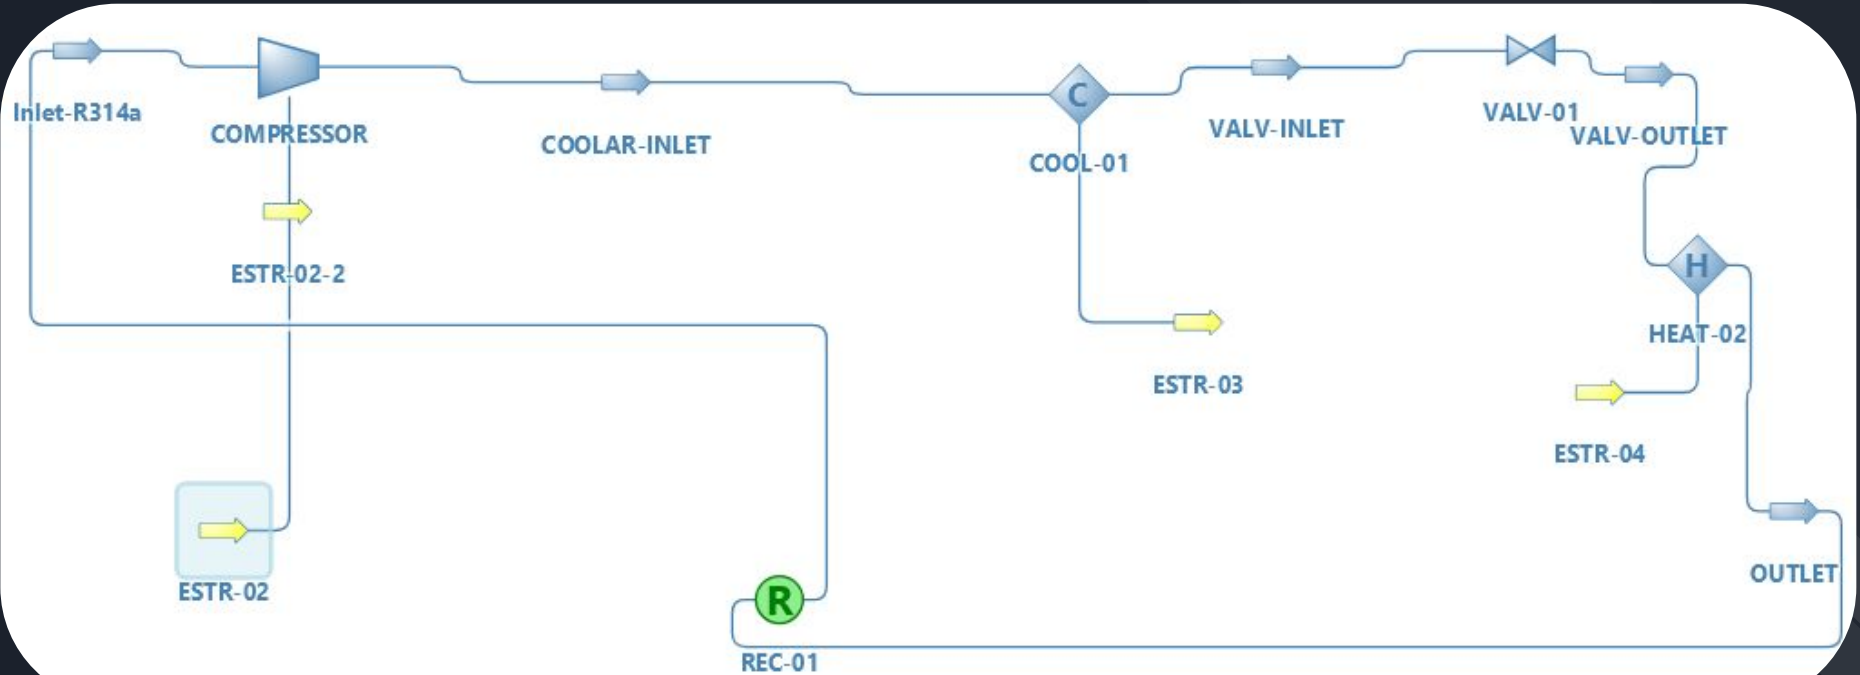 Inlet-R314a
COMPRESSOR
COOLAR-INLET
C
COOL-01
VALV-INLET
VALV-01
VALV-OUTLET
ESTR-02-2
H
HEAT-02
ESTR-03
ESTR-04
ESTR-02
OUTLET
R
REC-01